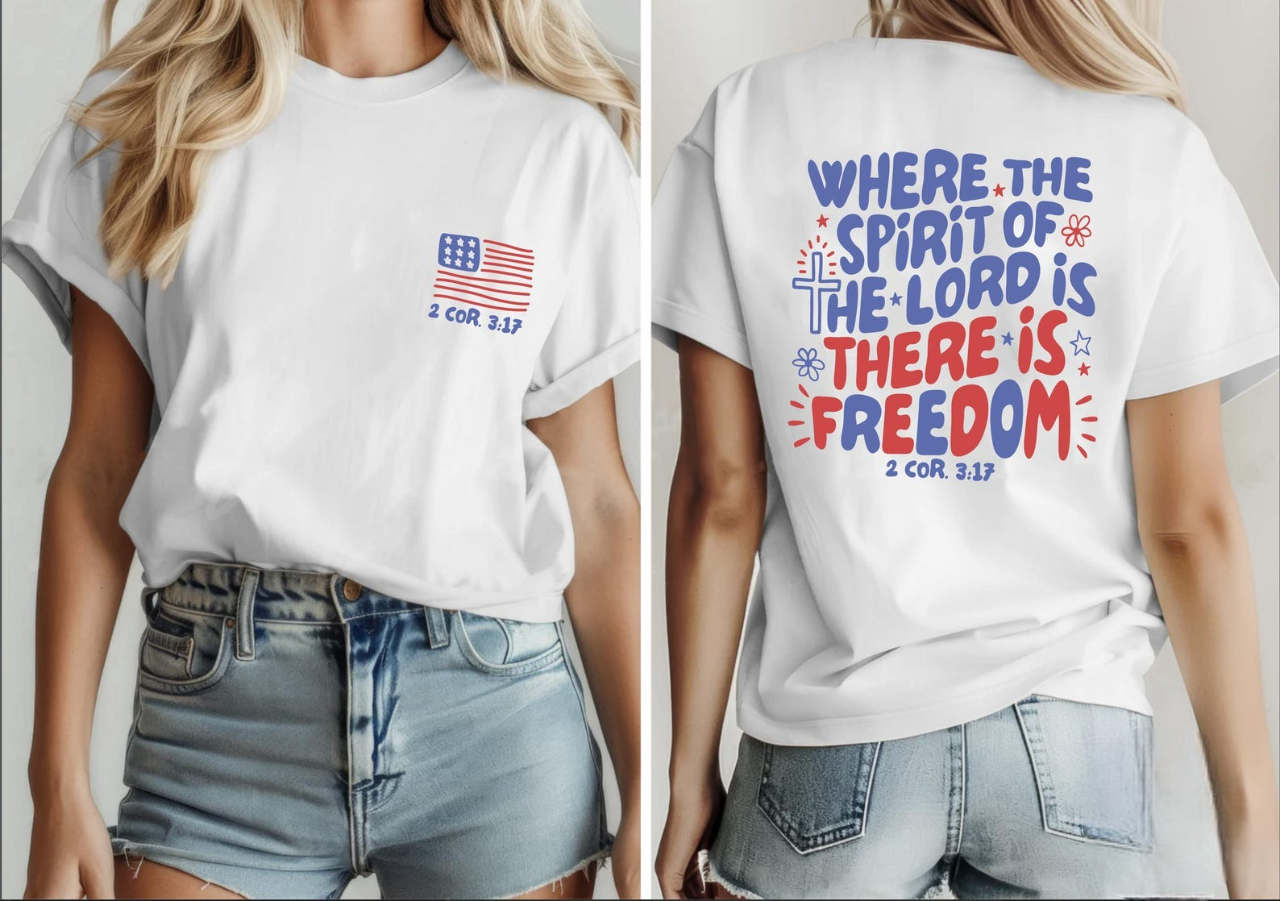 2 COR. 3:17
WHERE THE
SPiRiT OF
THE LORD iS
THERE iS
FREEDOM
2 COR. 3:17